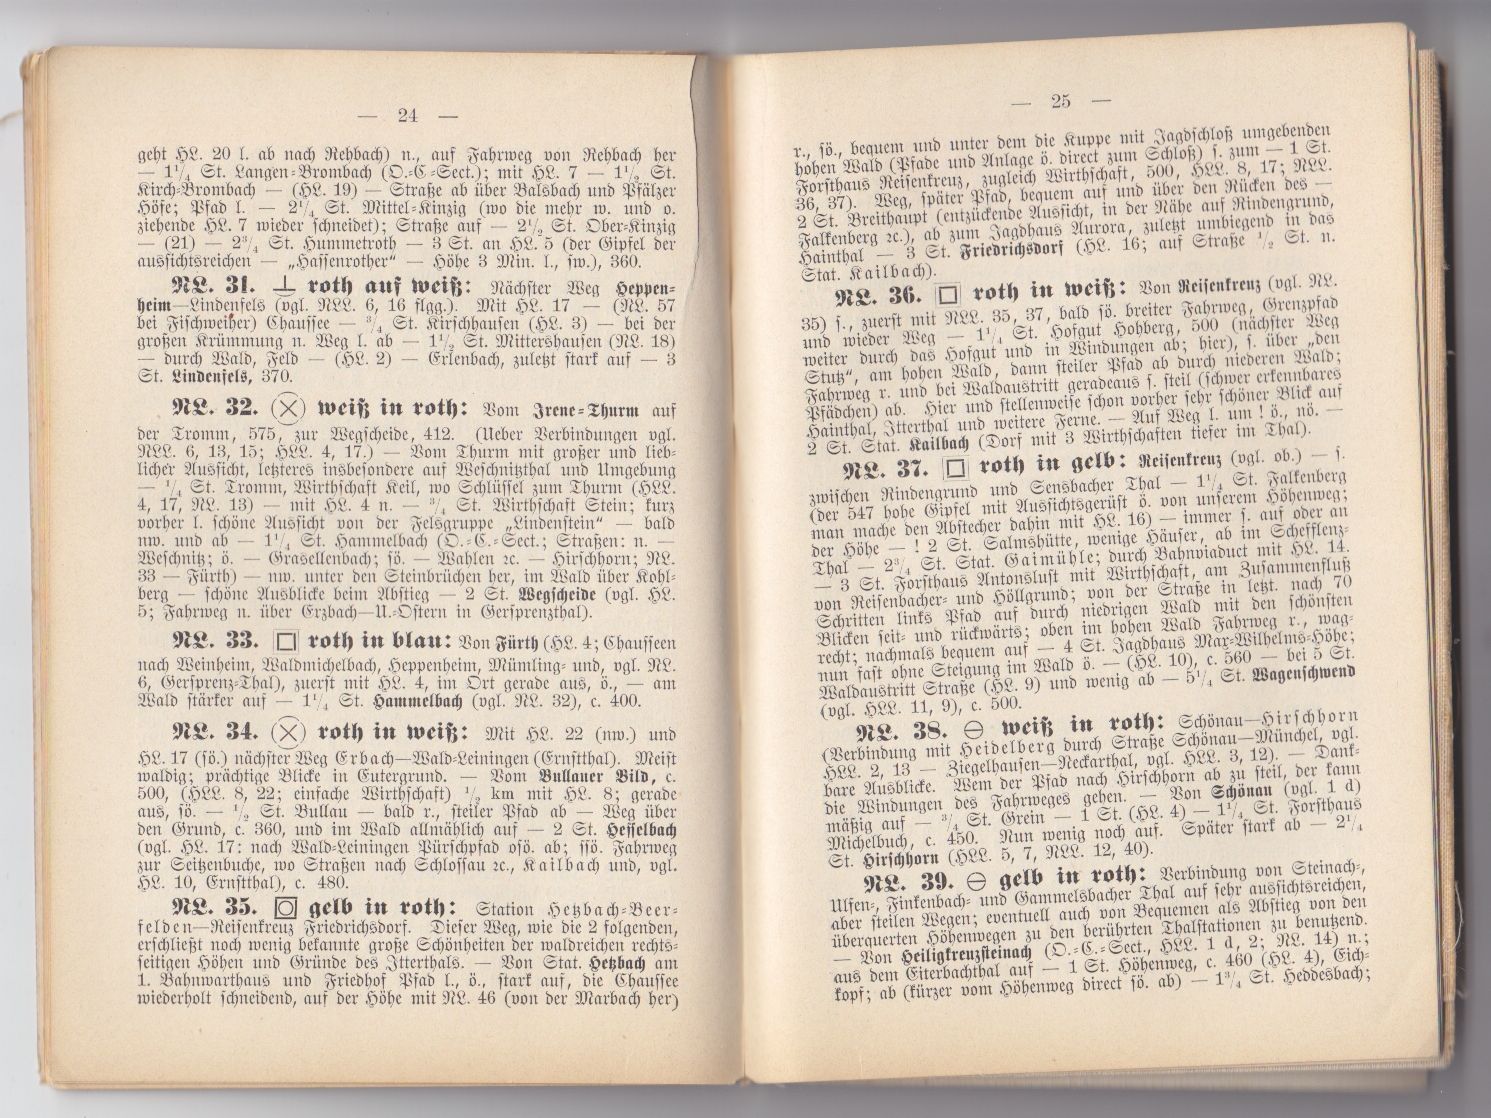 — 24 —
geht HL. 20 l. ab nach Rehbach) n., auf Fahrweg von Rehbach her
— 1¹/₄ St. Langen-Brombach (O.-C.-Sect.); mit HL. 7 — 1¹/₂ St.
Kirch-Brombach — (HL. 19) — Straße ab über Balsbach und Pfälzer
Höfe; Pfad l. — 2¹/₄ St. Mittel-Kinzig (wo die mehr w. und o.
ziehende HL. 7 wieder schneidet); Straße auf — 2¹/₂ St. Ober-Kinzig
— (21) — 2³/₄ St. Hummetroth — 3 St. an HL. 5 (der Gipfel der
aussichtsreichen — „Hassenrother“ — Höhe 3 Min. l., sw.), 360.
NL. 31. ⊥ roth auf weiß: Nächster Weg Heppen-
heim—Lindenfels (vgl. NLL. 6, 16 flgg.). Mit HL. 17 — (NL. 57
bei Fischweiher) Chaussee — ³/₄ St. Kirschhausen (HL. 3) — bei der
großen Krümmung n. Weg l. ab — 1¹/₂ St. Mittershausen (NL. 18)
— durch Wald, Feld — (HL. 2) — Erlenbach, zuletzt stark auf — 3
St. Lindenfels, 370.
NL. 32. ⊗ weiß in roth: Vom Irene-Thurm auf
der Tromm, 575, zur Wegscheide, 412. (Ueber Verbindungen vgl.
NLL. 6, 13, 15; HLL. 4, 17.) — Vom Thurm mit großer und lieb-
licher Aussicht, letzteres insbesondere auf Weschnitzthal und Umgebung
— ¹/₄ St. Tromm, Wirthschaft Keil, wo Schlüssel zum Thurm (HLL.
4, 17, NL. 13) — mit HL. 4 n. — ³/₄ St. Wirthschaft Stein; kurz
vorher l. schöne Aussicht von der Felsgruppe „Lindenstein“ — bald
nw. und ab — 1¹/₄ St. Hammelbach (O.-C.-Sect.; Straßen: n. —
Weschnitz; ö. — Grasellenbach; sö. — Wahlen ꝛc. — Hirschhorn; NL.
33 — Fürth) — nw. unter den Steinbrüchen her, im Wald über Kohl-
berg — schöne Ausblicke beim Abstieg — 2 St. Wegscheide (vgl. HL.
5; Fahrweg n. über Erzbach—U.-Ostern in Gersprenzthal).
NL. 33. □ roth in blau: Von Fürth (HL. 4; Chausseen
nach Weinheim, Waldmichelbach, Heppenheim, Mümling- und, vgl. NL.
6, Gersprenz-Thal), zuerst mit HL. 4, im Ort gerade aus, ö., — am
Wald stärker auf — 1¹/₄ St. Hammelbach (vgl. NL. 32), c. 400.
NL. 34. ⊗ roth in weiß: Mit HL. 22 (nw.) und
HL. 17 (sö.) nächster Weg Erbach—Wald-Leiningen (Ernstthal). Meist
waldig; prächtige Blicke in Eutergrund. — Vom Bullauer Bild, c.
500, (HLL. 8, 22; einfache Wirthschaft) ¹/₂ km mit HL. 8; gerade
aus, sö. — ¹/₂ St. Bullau — bald r., steiler Pfad ab — Weg über
den Grund, c. 360, und im Wald allmählich auf — 2 St. Hesselbach
(vgl. HL. 17: nach Wald-Leiningen Pürschpfad osö. ab; ssö. Fahrweg
zur Seitzenbuche, wo Straßen nach Schlossau ꝛc., Kailbach und, vgl.
HL. 10, Ernstthal), c. 480.
NL. 35. ◙ gelb in roth: Station Hetzbach-Beer-
felden—Reisenkreuz Friedrichsdorf. Dieser Weg, wie die 2 folgenden,
erschließt noch wenig bekannte große Schönheiten der waldreichen rechts-
seitigen Höhen und Gründe des Itterthals. — Von Stat. Hetzbach am
1. Bahnwarthaus und Friedhof Pfad l., ö., stark auf, die Chaussee
wiederholt schneidend, auf der Höhe mit NL. 46 (von der Marbach her)
— 25 —
r., sö., bequem und unter dem die Kuppe mit Jagdschloß umgebenden
hohen Wald (Pfade und Anlage ö. direct zum Schloß) s. zum — 1 St.
Forsthaus Reisenkreuz, zugleich Wirthschaft, 500, HLL. 8, 17; NLL.
36, 37). Weg, später Pfad, bequem auf und über den Rücken des —
2 St. Breithaupt (entzückende Aussicht, in der Nähe auf Rindengrund,
Falkenberg ꝛc.), ab zum Jagdhaus Aurora, zuletzt umbiegend in das
Hainthal — 3 St. Friedrichsdorf (HL. 16; auf Straße ¹/₂ St. n.
Stat. Kailbach).
NL. 36. □ roth in weiß: Von Reisenkreuz (vgl. NL.
35) s., zuerst mit NLL. 35, 37, bald sö. breiter Fahrweg, Grenzpfad
und wieder Weg — 1¹/₄ St. Hofgut Hohberg, 500 (nächster Weg
weiter durch das Hofgut und in Windungen ab; hier), s. über „den
Stutz“, am hohen Wald, dann steiler Pfad ab durch niederen Wald;
Fahrweg r. und bei Waldaustritt geradeaus s. steil (schwer erkennbares
Pfädchen) ab. Hier und stellenweise schon vorher sehr schöner Blick auf
Hainthal, Itterthal und weitere Ferne. — Auf Weg l. um ! ö., nö. —
2 St. Stat. Kailbach (Dorf mit 3 Wirthschaften tiefer im Thal).
NL. 37. □ roth in gelb: Reisenkreuz (vgl. ob.) — s.
zwischen Rindengrund und Sensbacher Thal — 1¹/₄ St. Falkenberg
(der 547 hohe Gipfel mit Aussichtsgerüst ö. von unserem Höhenweg;
man mache den Abstecher dahin mit HL. 16) — immer s. auf oder an
der Höhe — ! 2 St. Salmshütte, wenige Häuser, ab im Schefflenz-
Thal — 2³/₄ St. Stat. Gaimühle; durch Bahnviaduct mit HL. 14.
— 3 St. Forsthaus Antonslust mit Wirthschaft, am Zusammenfluß
von Reisenbacher- und Höllgrund; von der Straße in letzt. nach 70
Schritten links Pfad auf durch niedrigen Wald mit den schönsten
Blicken seit- und rückwärts; oben im hohen Wald Fahrweg r., wag-
recht; nachmals bequem auf — 4 St. Jagdhaus Max-Wilhelms-Höhe;
nun fast ohne Steigung im Wald ö. — (HL. 10), c. 560 — bei 5 St.
Waldaustritt Straße (HL. 9) und wenig ab — 5¹/₄ St. Wagenschwend
(vgl. HLL. 11, 9), c. 500.
NL. 38. ⊖ weiß in roth: Schönau—Hirschhorn
(Verbindung mit Heidelberg durch Straße Schönau—Münchel, vgl.
HLL. 2, 13 — Ziegelhausen—Neckarthal, vgl. HLL. 3, 12). — Dank-
bare Ausblicke. Wem der Pfad nach Hirschhorn ab zu steil, der kann
die Windungen des Fahrweges gehen. — Von Schönau (vgl. 1 d)
mäßig auf — ³/₄ St. Grein — 1 St. (HL. 4) — 1¹/₄ St. Forsthaus
Michelbuch, c. 450. Nun wenig noch auf. Später stark ab — 2¹/₄
St. Hirschhorn (HLL. 5, 7, NLL. 12, 40).
NL. 39. ⊖ gelb in roth: Verbindung von Steinach-,
Ulfen-, Finkenbach- und Gammelsbacher Thal auf sehr aussichtsreichen,
aber steilen Wegen; eventuell auch von Bequemen als Abstieg von den
überquerten Höhenwegen zu den berührten Thalstationen zu benutzend.
— Von Heiligkreuzsteinach (O.-C.-Sect., HLL. 1 d, 2; NL. 14) n.;
aus dem Eiterbachthal auf — 1 St. Höhenweg, c. 460 (HL. 4), Eich-
kopf; ab (kürzer vom Höhenweg direct sö. ab) — 1³/₄ St. Heddesbach;